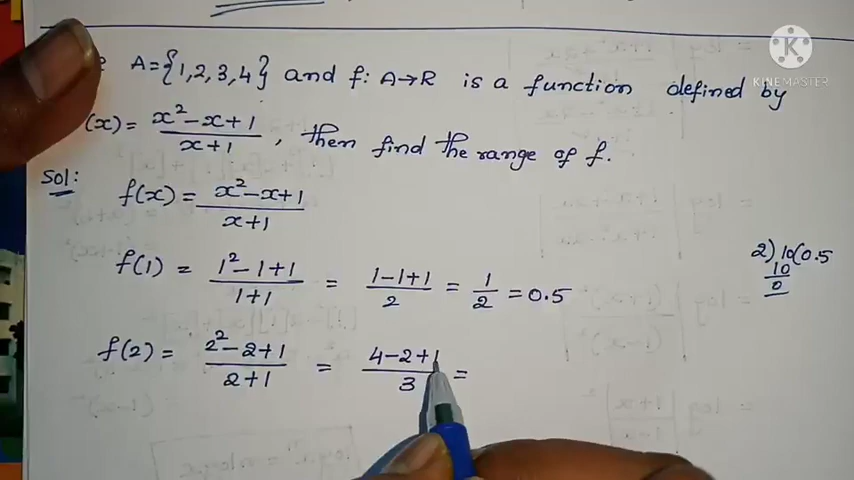 A={1,2,3,4} and f: A→R is a function defined by
(x)= x²-x+1 / x+1 , then find the range of f.
Sol:
f(x) = x²-x+1 / x+1
f(1) = 1²-1+1 / 1+1 = 1-1+1 / 2 = 1/2 = 0.5
2)10(0.5
10
0
f(2) = 2²-2+1 / 2+1 = 4-2+1 / 3 =
KINEMASTER